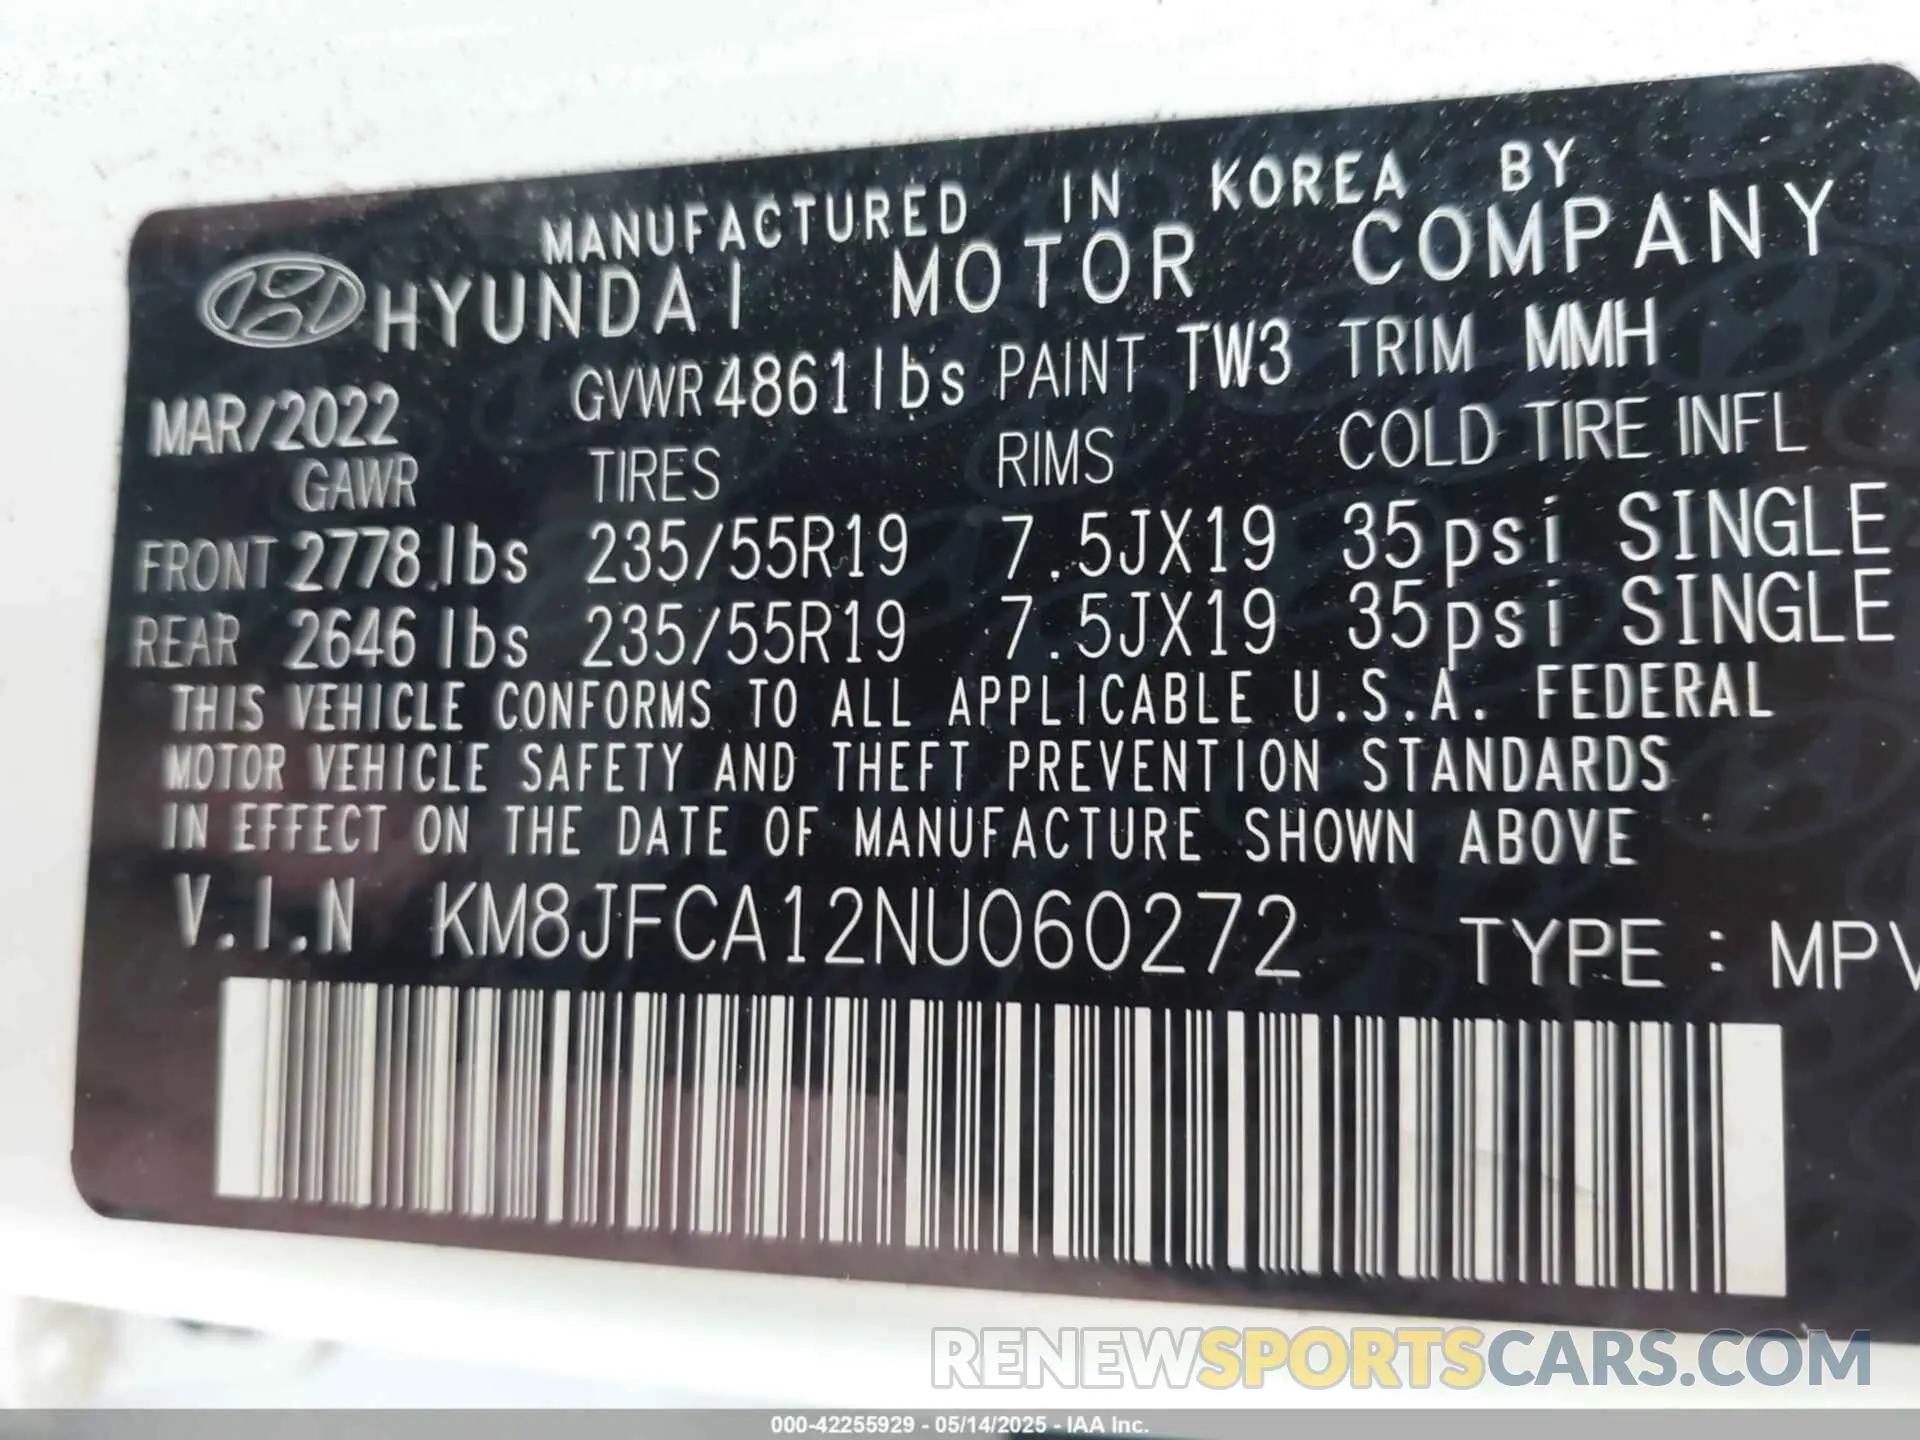 MANUFACTURED IN KOREA BY
HYUNDAI MOTOR COMPANY
MAR/2022 GVWR 4861lbs PAINT TW3 TRIM MMH
GAWR TIRES RIMS COLD TIRE INFL
FRONT 2778 lbs 235/55R19 7.5JX19 35psi SINGLE
REAR 2646 lbs 235/55R19 7.5JX19 35psi SINGLE
THIS VEHICLE CONFORMS TO ALL APPLICABLE U.S.A. FEDERAL
MOTOR VEHICLE SAFETY AND THEFT PREVENTION STANDARDS
IN EFFECT ON THE DATE OF MANUFACTURE SHOWN ABOVE
V.I.N KM8JFCA12NU060272 TYPE : MPV
RENEWSPORTSCARS.COM
000-42255929 - 05/14/2025 - IAA Inc.